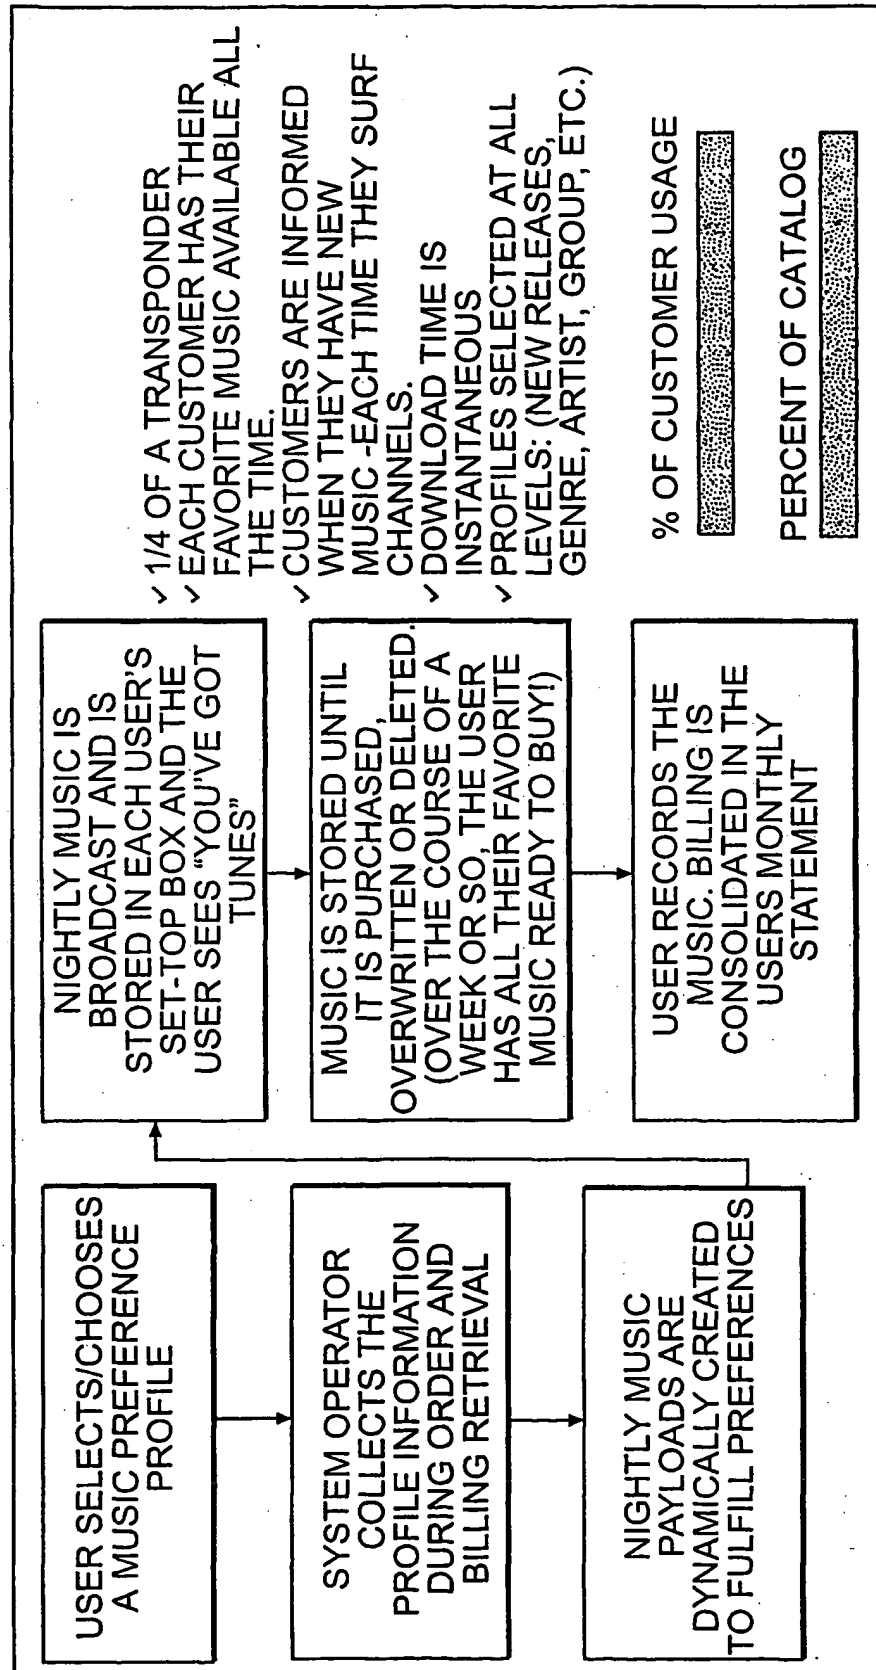 USER SELECTS/CHOOSES
A MUSIC PREFERENCE
PROFILE
SYSTEM OPERATOR
COLLECTS THE
PROFILE INFORMATION
DURING ORDER AND
BILLING RETRIEVAL
NIGHTLY MUSIC
PAYLOADS ARE
DYNAMICALLY CREATED
TO FULFILL PREFERENCES
NIGHTLY MUSIC IS
BROADCAST AND IS
STORED IN EACH USER'S
SET-TOP BOX AND THE
USER SEES "YOU'VE GOT
TUNES"
MUSIC IS STORED UNTIL
IT IS PURCHASED,
OVERWRITTEN OR DELETED.
(OVER THE COURSE OF A
WEEK OR SO, THE USER
HAS ALL THEIR FAVORITE
MUSIC READY TO BUY!)
USER RECORDS THE
MUSIC. BILLING IS
CONSOLIDATED IN THE
USERS MONTHLY
STATEMENT
✓ 1/4 OF A TRANSPONDER
✓ EACH CUSTOMER HAS THEIR
FAVORITE MUSIC AVAILABLE ALL
THE TIME.
✓ CUSTOMERS ARE INFORMED
WHEN THEY HAVE NEW
MUSIC -EACH TIME THEY SURF
CHANNELS.
✓ DOWNLOAD TIME IS
INSTANTANEOUS
✓ PROFILES SELECTED AT ALL
LEVELS: (NEW RELEASES,
GENRE, ARTIST, GROUP, ETC.)
% OF CUSTOMER USAGE
PERCENT OF CATALOG